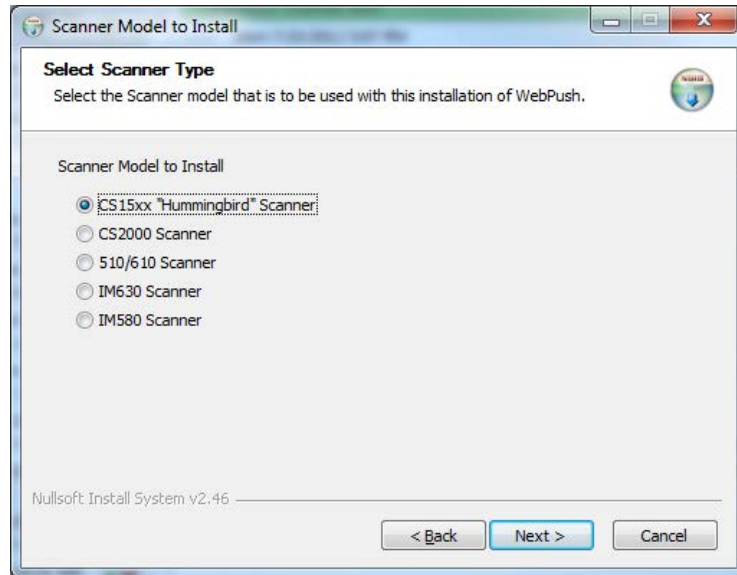 Scanner Model to Install
Select Scanner Type
Select the Scanner model that is to be used with this installation of WebPush.
Scanner Model to Install
CS15xx "Hummingbird" Scanner
CS2000 Scanner
510/610 Scanner
IM630 Scanner
IM580 Scanner
Nullsoft Install System v2.46
< Back
Next >
Cancel